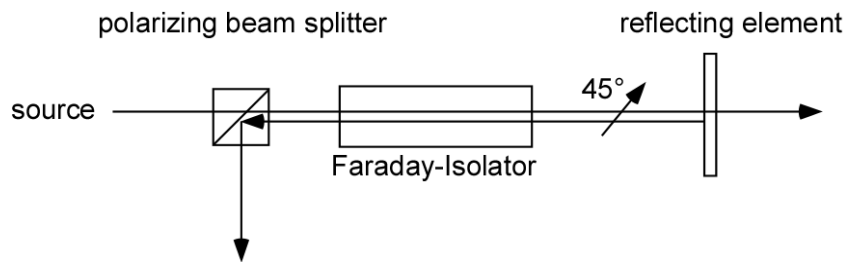 polarizing beam splitter
reflecting element
source
45°
Faraday-Isolator